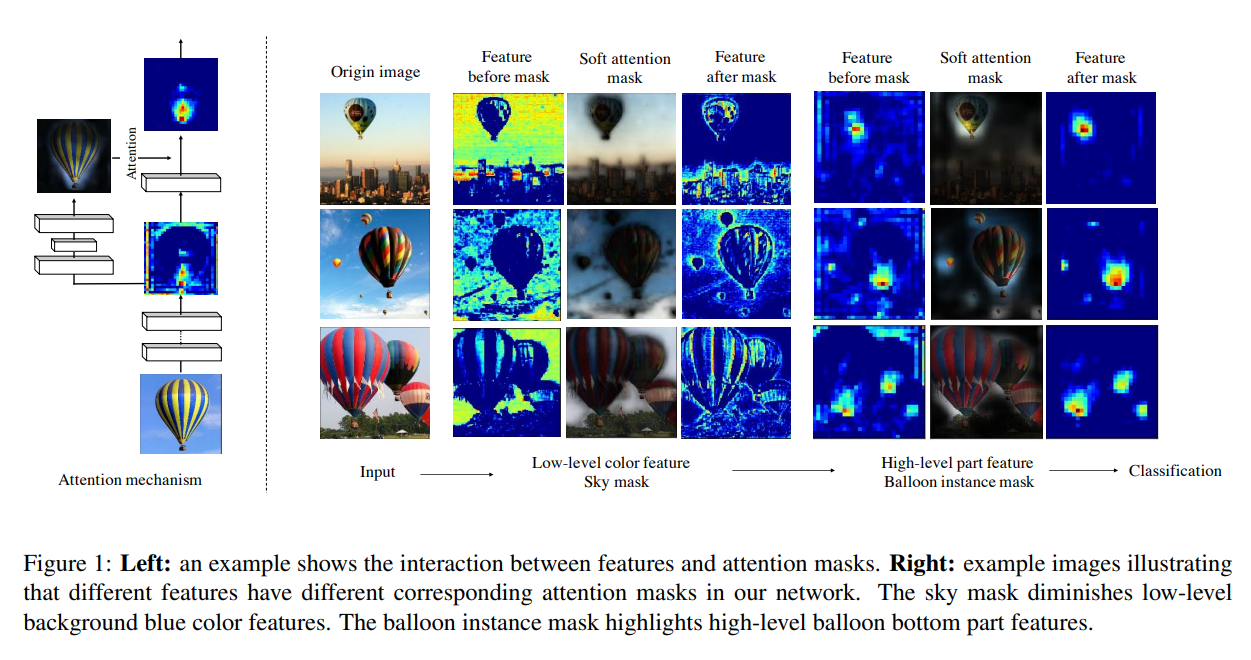 Attention
Attention mechanism
Origin image
Feature
before mask
Soft attention
mask
Feature
after mask
Feature
before mask
Soft attention
mask
Feature
after mask
Input
Low-level color feature
Sky mask
High-level part feature
Balloon instance mask
Classification
Figure 1: Left: an example shows the interaction between features and attention masks. Right: example images illustrating
that different features have different corresponding attention masks in our network. The sky mask diminishes low-level
background blue color features. The balloon instance mask highlights high-level balloon bottom part features.